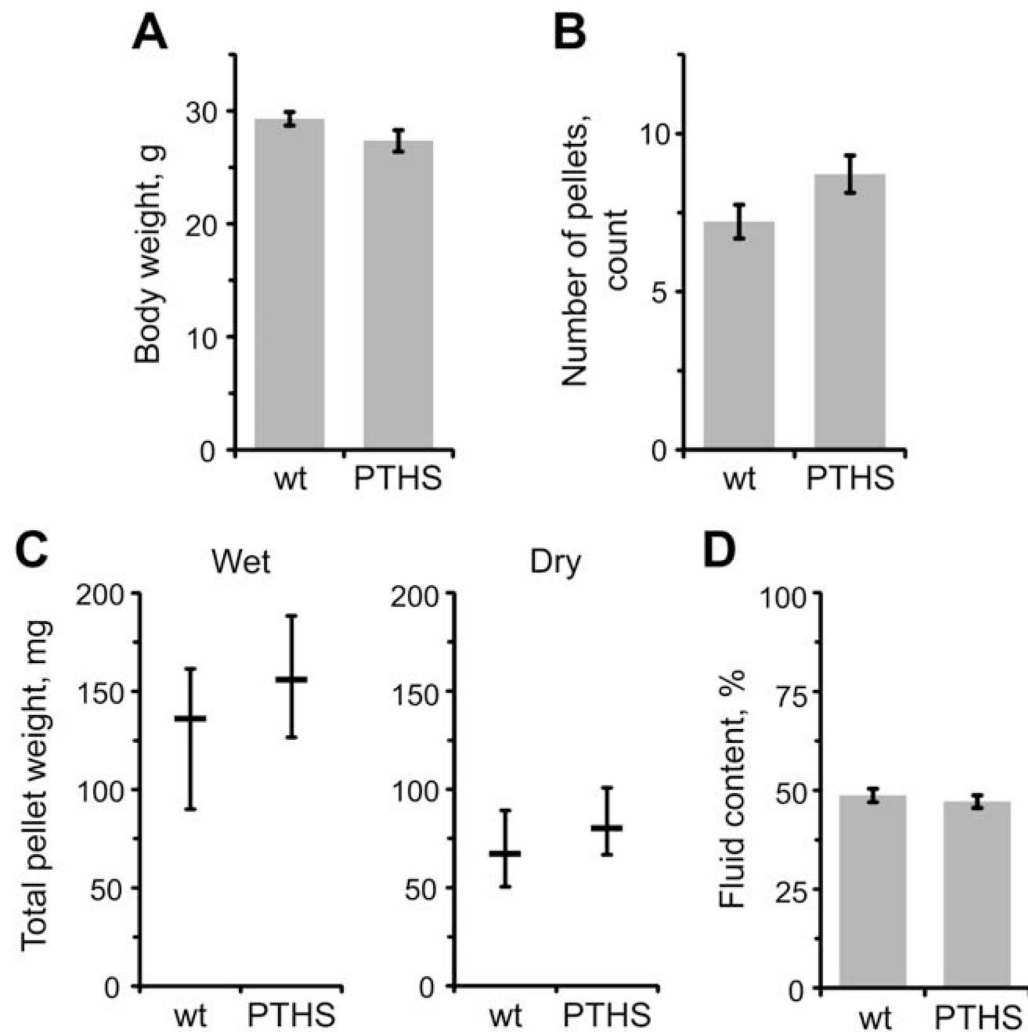 A
Body weight, g
30
20
10
0
wt PTHS
B
Number of pellets,
count
10
5
0
wt PTHS
C
Total pellet weight, mg
Wet
200
150
100
50
0
wt PTHS
Dry
200
150
100
50
0
wt PTHS
D
Fluid content, %
100
75
50
25
0
wt PTHS